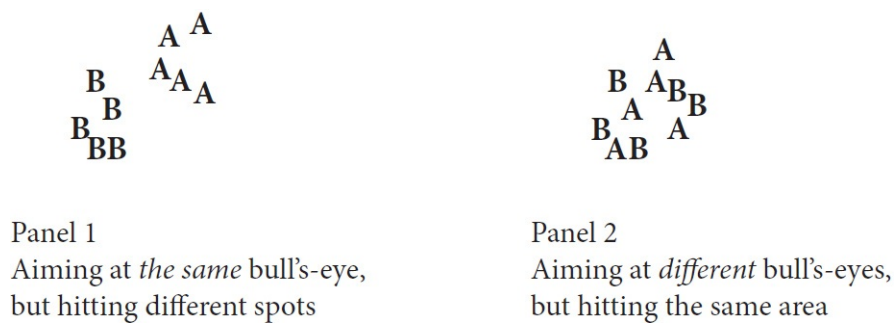 A A
A A A
B
B
B
BB
A
B A B B
A
B A
A B
Panel 1
Aiming at the same bull's-eye,
but hitting different spots
Panel 2
Aiming at different bull's-eyes,
but hitting the same area